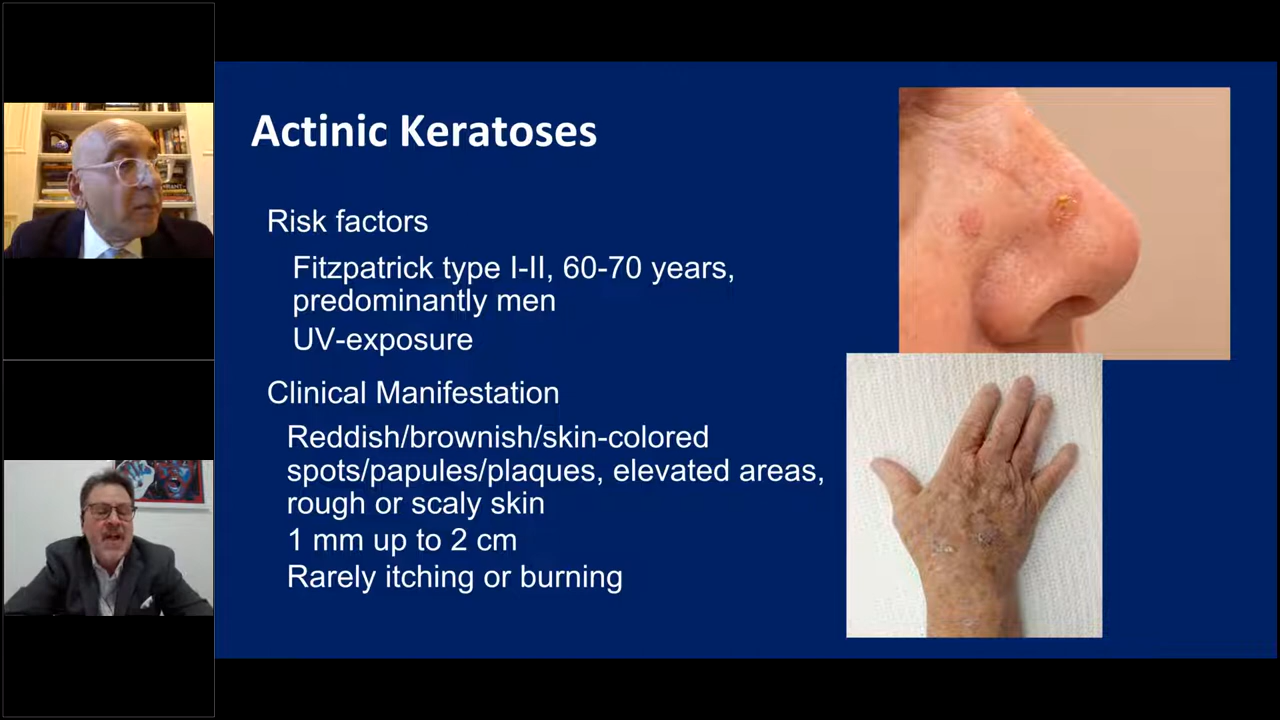 Actinic Keratoses
Risk factors
Fitzpatrick type I-II, 60-70 years,
predominantly men
UV-exposure
Clinical Manifestation
Reddish/brownish/skin-colored
spots/papules/plaques, elevated areas,
rough or scaly skin
1 mm up to 2 cm
Rarely itching or burning